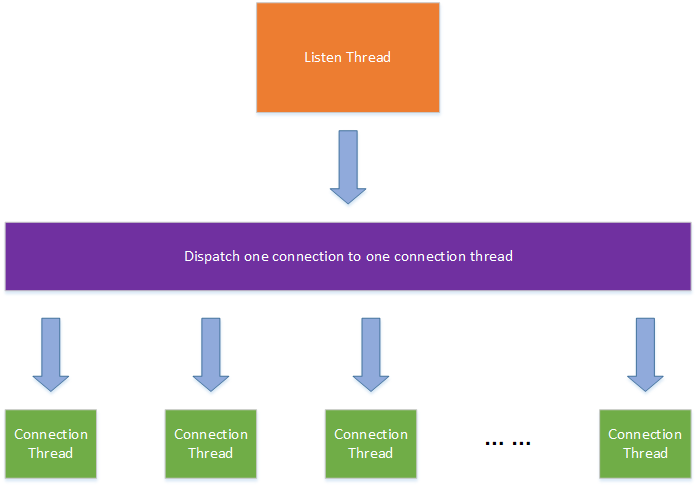 Listen Thread
Dispatch one connection to one connection thread
Connection
Thread
Connection
Thread
Connection
Thread
... ...
Connection
Thread